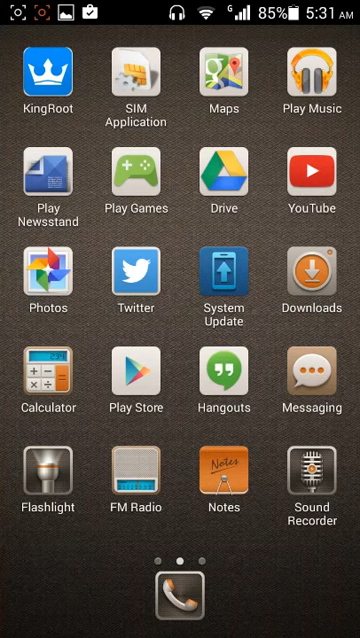 G 85% 5:31 AM
KingRoot SIM Application Maps Play Music
Play Newsstand Play Games Drive YouTube
Photos Twitter System Update Downloads
Calculator Play Store Hangouts Messaging
Notes
Flashlight FM Radio Notes Sound Recorder